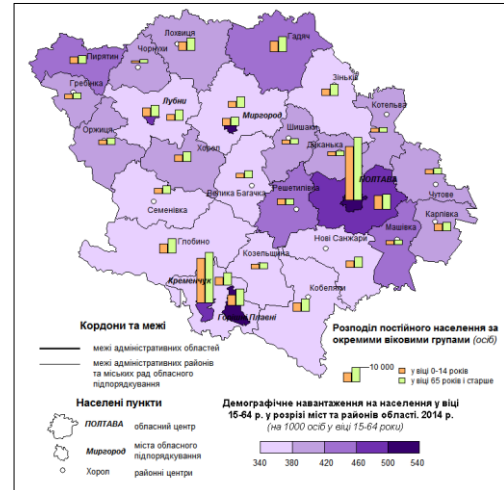 Лохвиця
Гадяч
Пирятин
Чорнухи
Зіньків
Гребінка
Лубни
Миргород
Котельва
Оржиця
Шишаки
Диканька
Хорол
ПОЛТАВА
Велика Багачка
Решетилівка
Чутове
Семенівка
Карлівка
Машівка
Нові Санжари
Глобино
Козельщина
Кременчук
Кобеляки
Горішні Плавні
Кордони та межі
межі адміністративних областей
межі адміністративних районів
та міських рад обласного
підпорядкування
Населені пункти
ПОЛТАВА обласний центр
Миргород міста обласного
підпорядкування
Хорол районні центри
Розподіл постійного населення за
окремими віковими групами (осіб)
10 000
у віці 0-14 років
у віці 65 років і старше
Демографічне навантаження на населення у віці
15-64 р. у розрізі міст та районів області. 2014 р.
(на 1000 осіб у віці 15-64 роки)
340 380 420 460 500 540